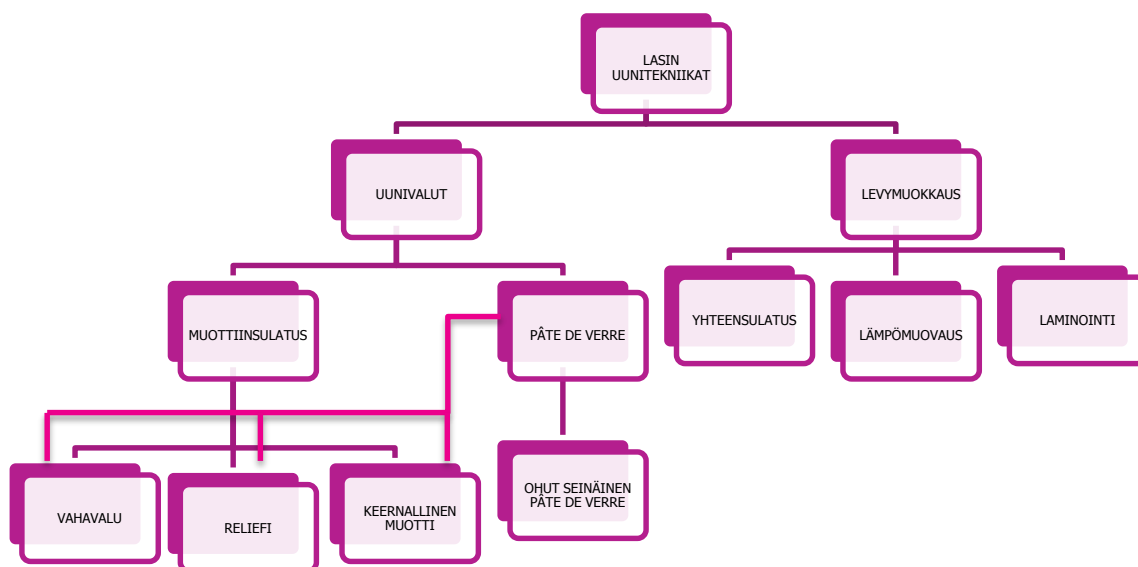 LASIN
UUNITEKNIIKAT
UUNIVALUT
LEVYMUOKKAUS
MUOTTIINSULATUS
PÂTE DE VERRE
YHTEENSULATUS
LÄMPÖMUOVAUS
LAMINOINTI
VAHAVALU
RELIEFI
KEERNALLINEN
MUOTTI
OHUT SEINÄINEN
PÂTE DE VERRE